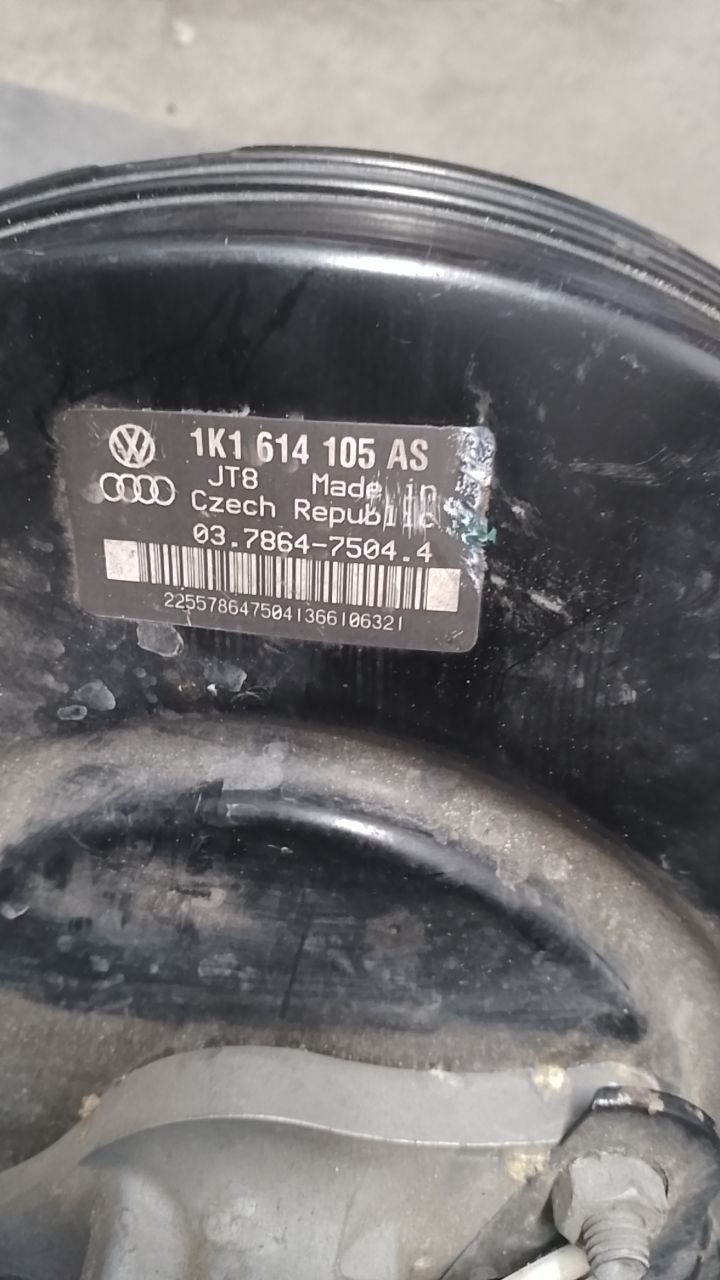 1K1 614 105 AS
JT8 Made in
Czech Republic
03.7864-7504.4
2255786475041366106321